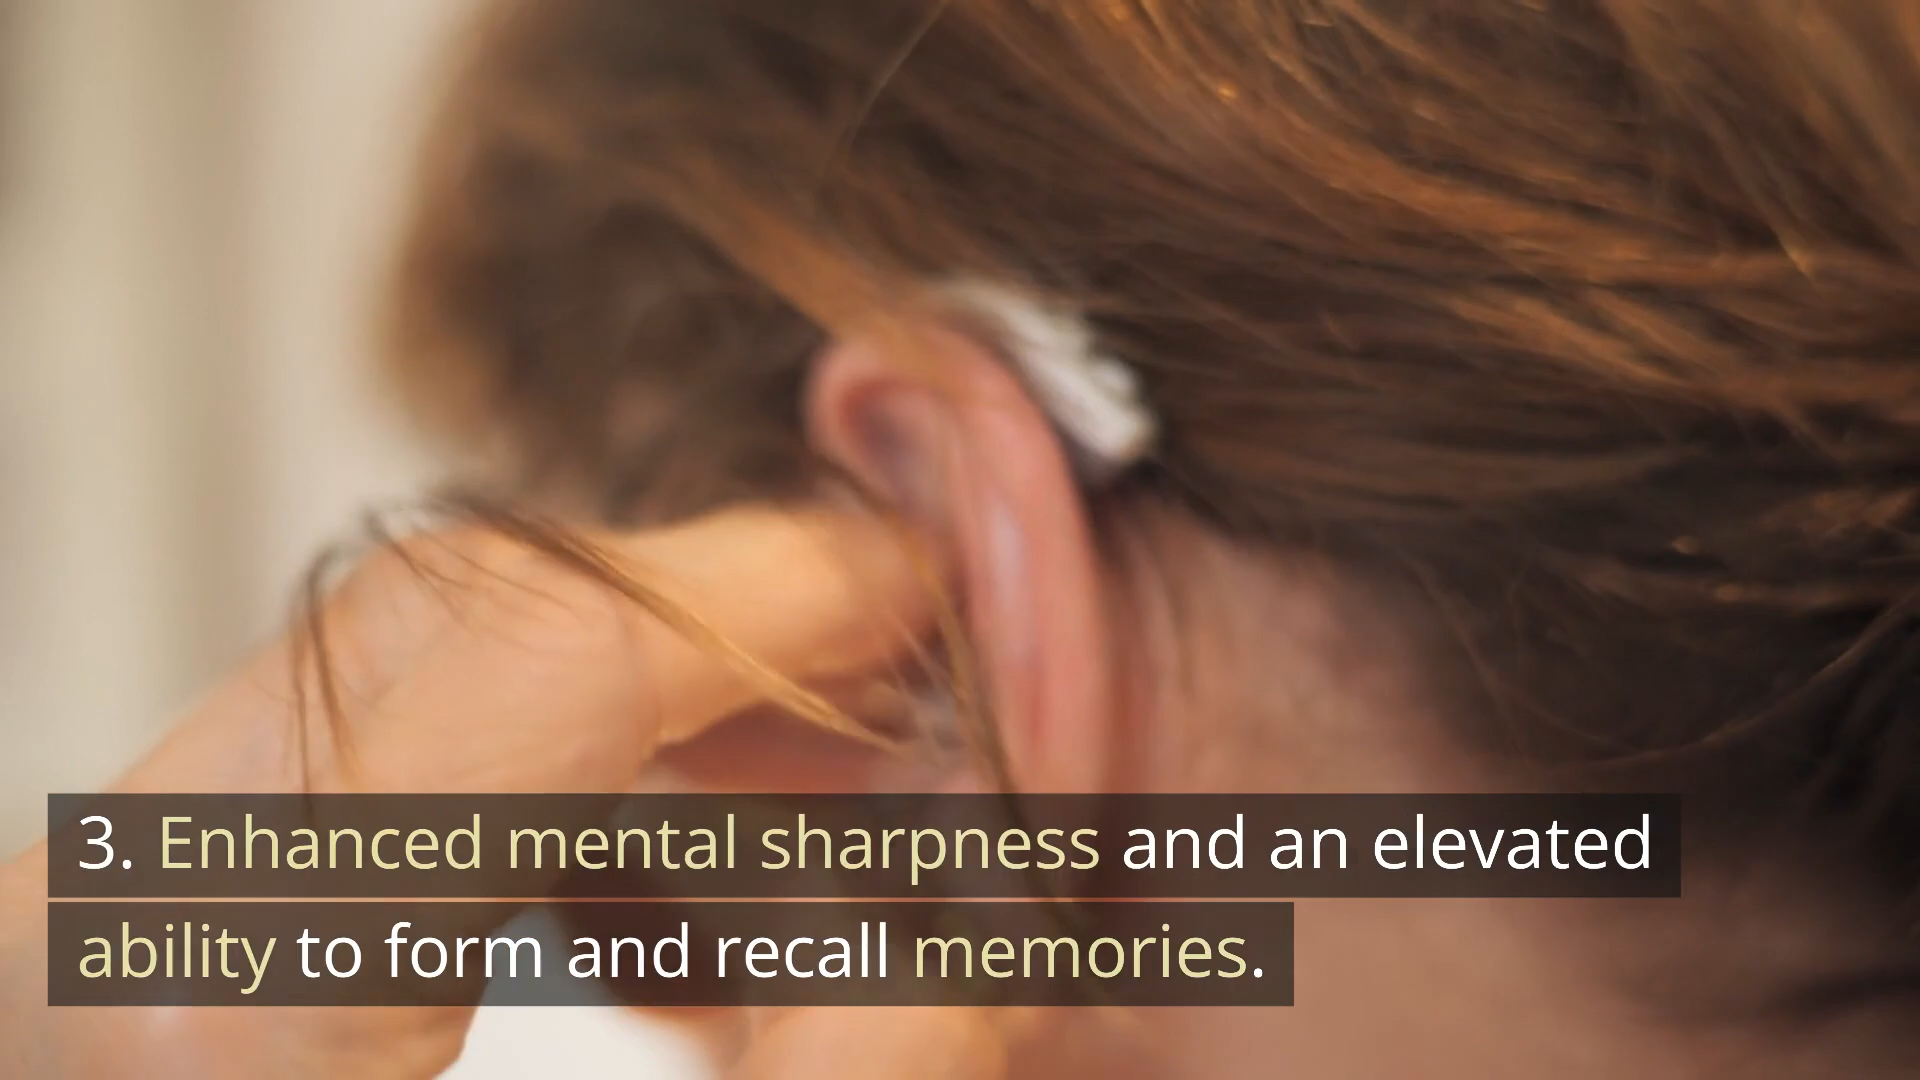 3. Enhanced mental sharpness and an elevated
ability to form and recall memories.